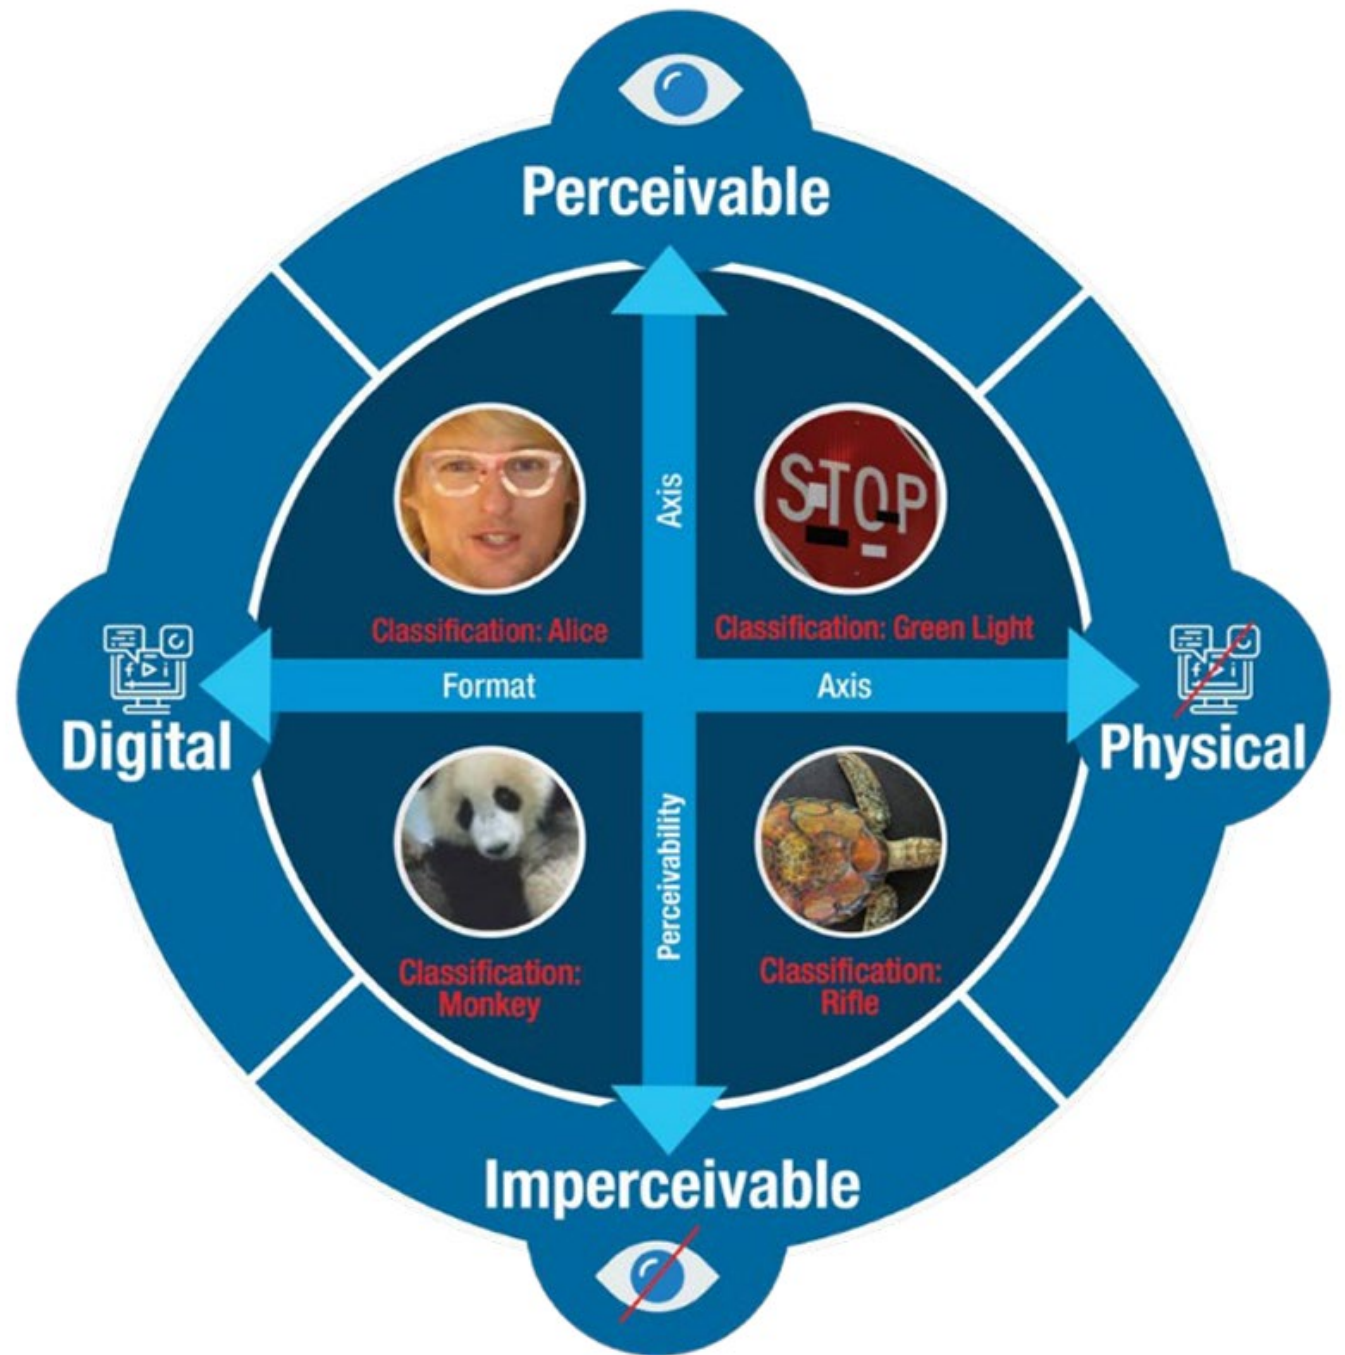 Perceivable
Axis
STOP
Classification: Alice
Classification: Green Light
Format
Axis
Digital
Physical
Perceivability
Classification:
Monkey
Classification:
Rifle
Imperceivable